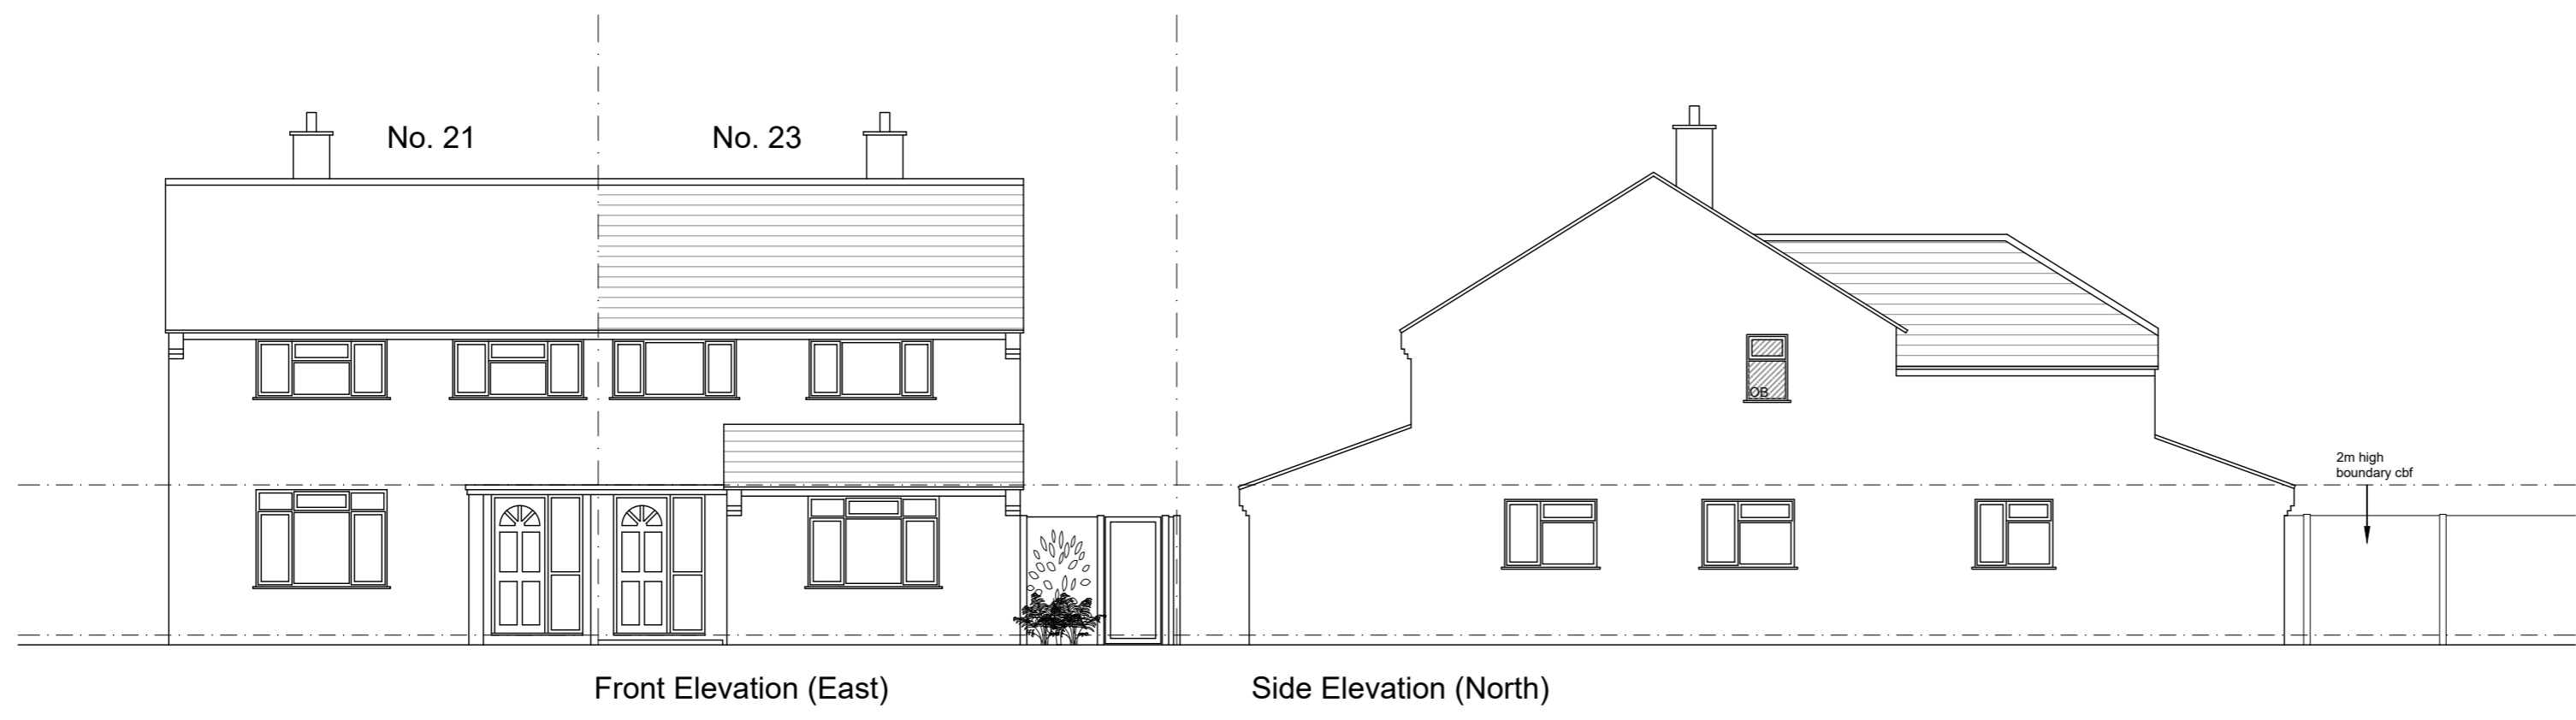 No. 21
No. 23
OB
2m high
boundary cbf
Front Elevation (East)
Side Elevation (North)